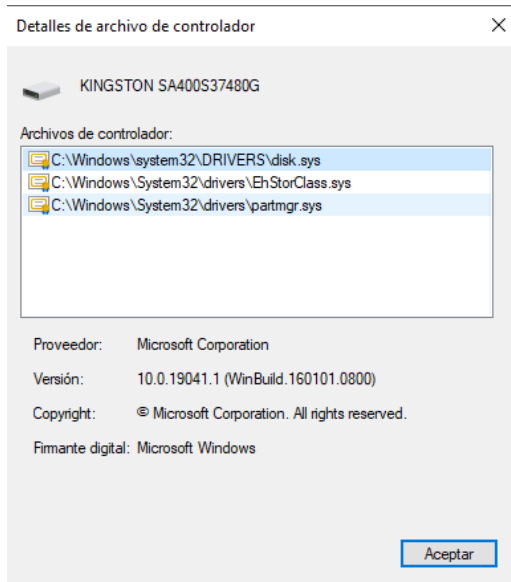 Detalles de archivo de controlador
KINGSTON SA400S37480G
Archivos de controlador:
C:\Windows\system32\DRIVERS\disk.sys
C:\Windows\System32\drivers\EhStorClass.sys
C:\Windows\System32\drivers\partmgr.sys
Proveedor: Microsoft Corporation
Versión: 10.0.19041.1 (WinBuild.160101.0800)
Copyright: © Microsoft Corporation. All rights reserved.
Firmante digital: Microsoft Windows
Aceptar